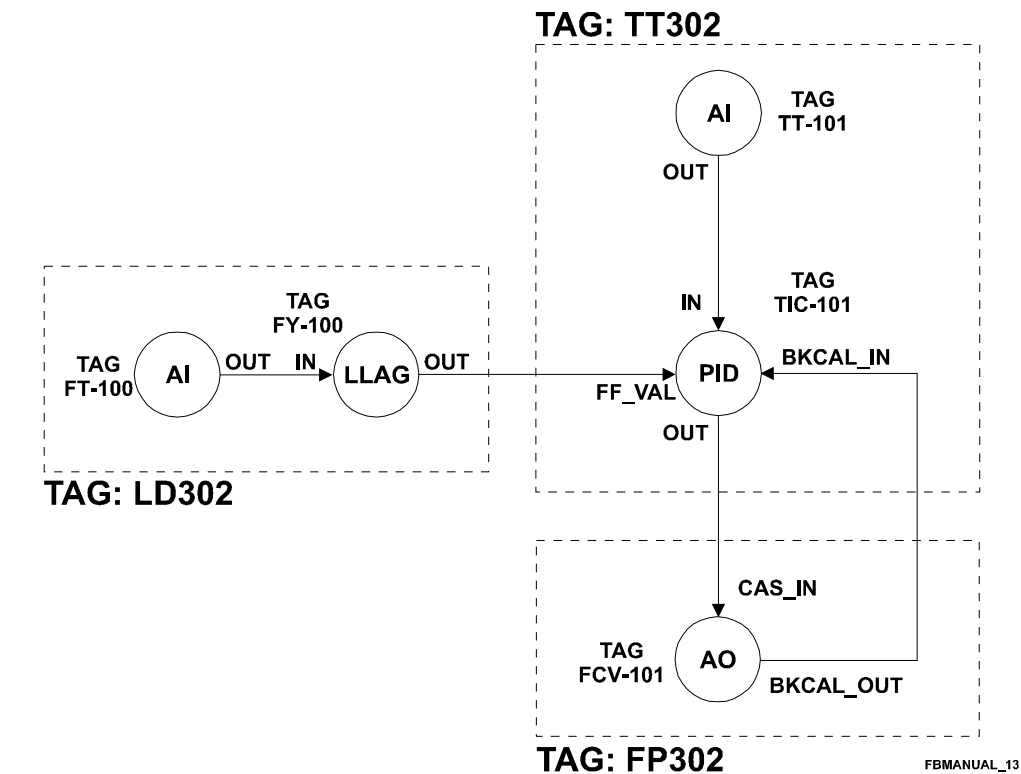 TAG: TT302
AI
TAG
TT-101
OUT
IN
TAG
TIC-101
TAG
FY-100
TAG
FT-100
AI
OUT
IN
LLAG
OUT
FF_VAL
PID
BKCAL_IN
OUT
TAG: LD302
CAS_IN
TAG
FCV-101
AO
BKCAL_OUT
TAG: FP302
FBMANUAL_13